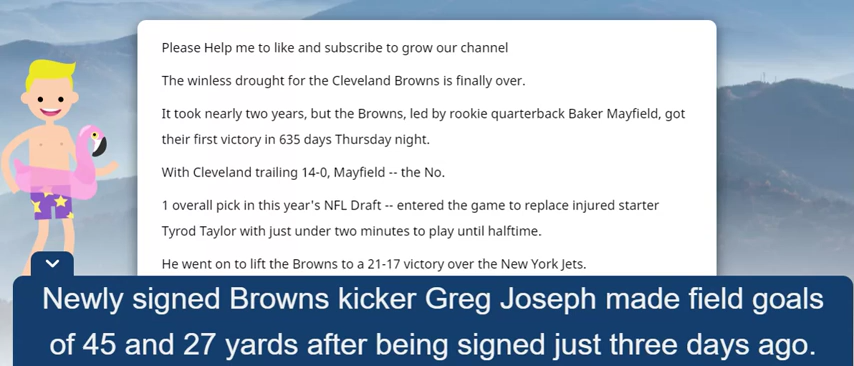 Please Help me to like and subscribe to grow our channel
The winless drought for the Cleveland Browns is finally over.
It took nearly two years, but the Browns, led by rookie quarterback Baker Mayfield, got
their first victory in 635 days Thursday night.
With Cleveland trailing 14-0, Mayfield -- the No.
1 overall pick in this year's NFL Draft -- entered the game to replace injured starter
Tyrod Taylor with just under two minutes to play until halftime.
He went on to lift the Browns to a 21-17 victory over the New York Jets.
Newly signed Browns kicker Greg Joseph made field goals
of 45 and 27 yards after being signed just three days ago.